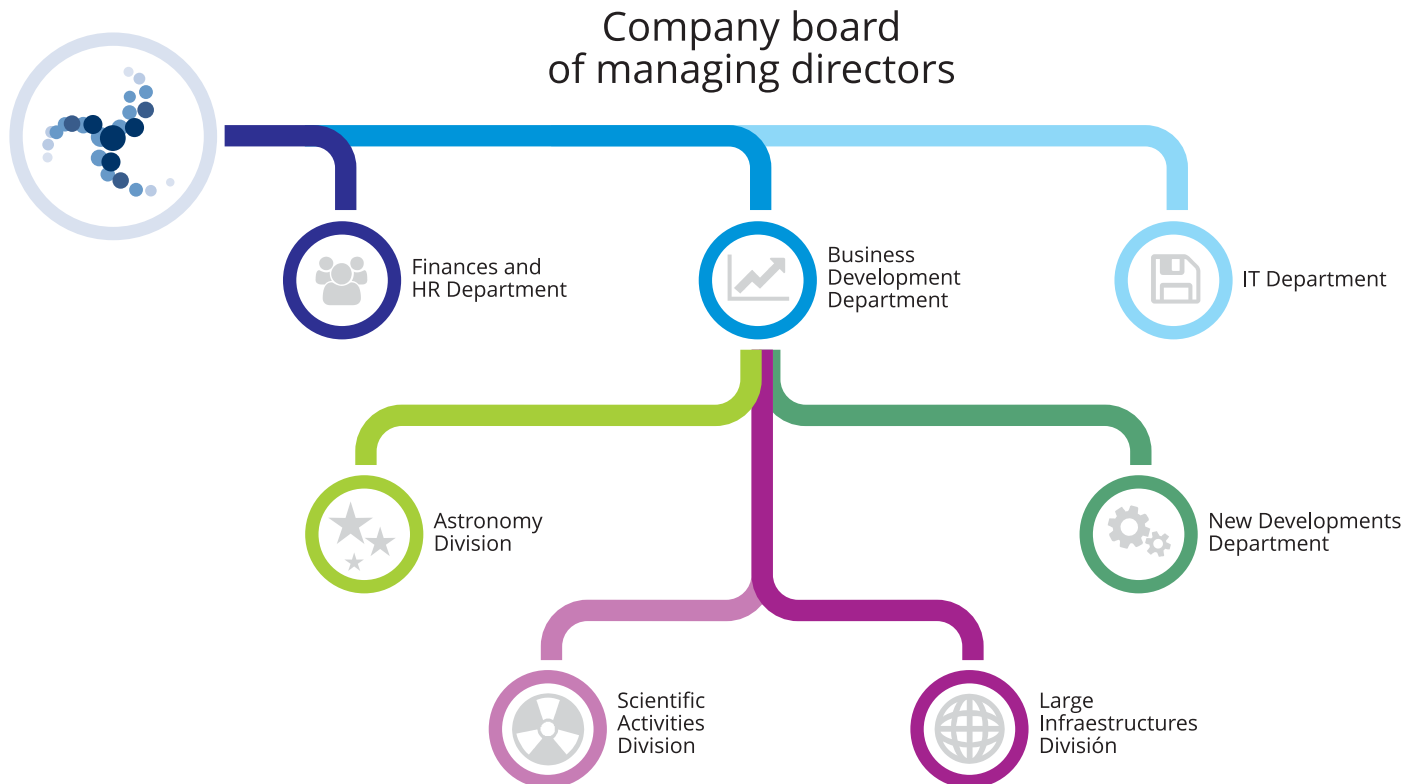 Company board
of managing directors
Finances and
HR Department
Business
Development
Department
IT Department
Astronomy
Division
New Developments
Department
Scientific
Activities
Division
Large
Infraestructures
División